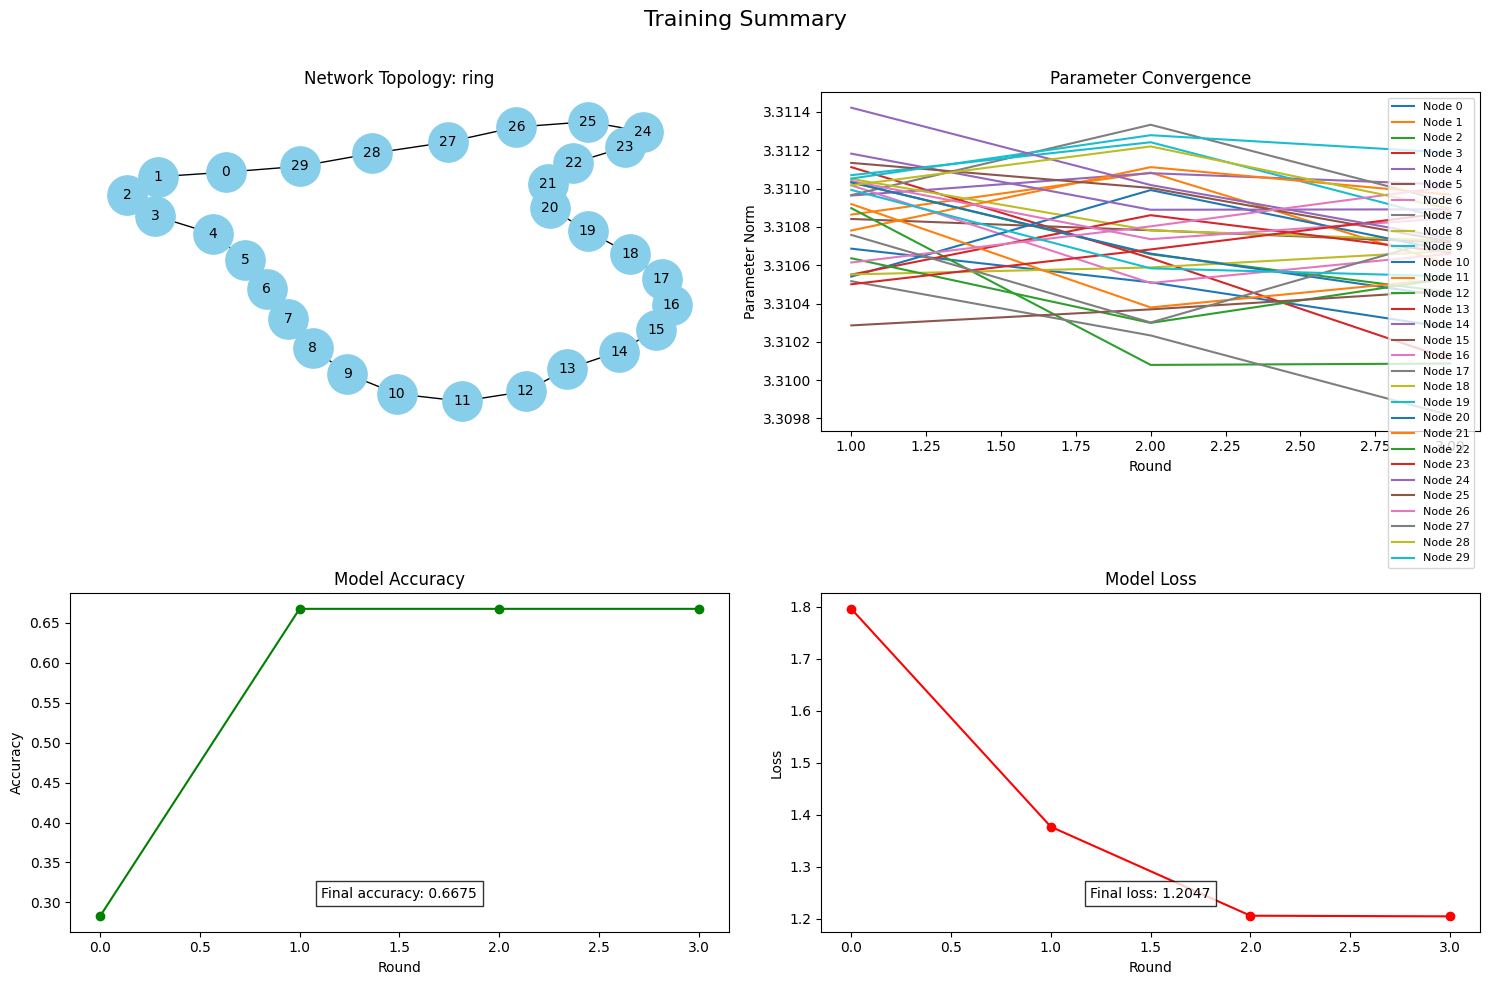 Training Summary
Network Topology: ring
0
1
2
3
4
5
6
7
8
9
10
11
12
13
14
15
16
17
18
19
20
21
22
23
24
25
26
27
28
29
Parameter Convergence
Parameter Norm
3.3114
3.3112
3.3110
3.3108
3.3106
3.3104
3.3102
3.3100
3.3098
1.00 1.25 1.50 1.75 2.00 2.25 2.50 2.75 3.00
Round
Node 0
Node 1
Node 2
Node 3
Node 4
Node 5
Node 6
Node 7
Node 8
Node 9
Node 10
Node 11
Node 12
Node 13
Node 14
Node 15
Node 16
Node 17
Node 18
Node 19
Node 20
Node 21
Node 22
Node 23
Node 24
Node 25
Node 26
Node 27
Node 28
Node 29
Model Accuracy
Accuracy
0.65
0.60
0.55
0.50
0.45
0.40
0.35
0.30
Final accuracy: 0.6675
0.0 0.5 1.0 1.5 2.0 2.5 3.0
Round
Model Loss
Loss
1.8
1.7
1.6
1.5
1.4
1.3
1.2
Final loss: 1.2047
0.0 0.5 1.0 1.5 2.0 2.5 3.0
Round